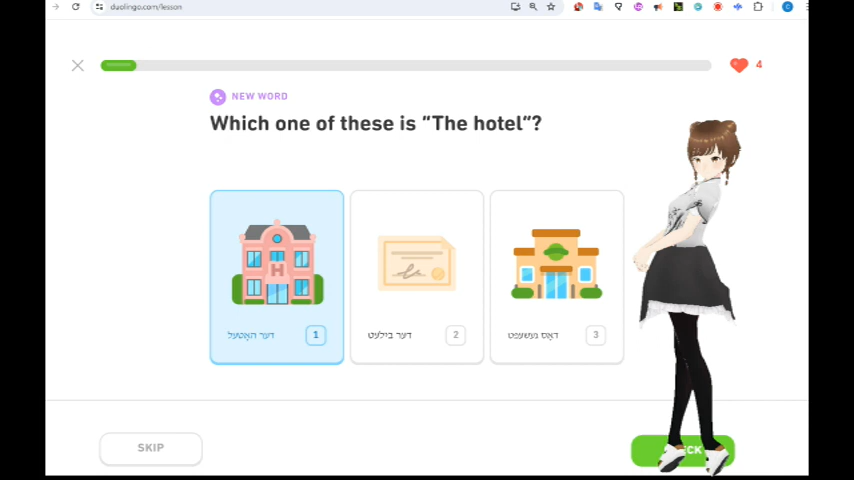 duolingo.com/lesson
4
NEW WORD
Which one of these is “The hotel”?
H
דער האָטעל
1
דער בילעט
2
דאָס געשעפט
3
SKIP